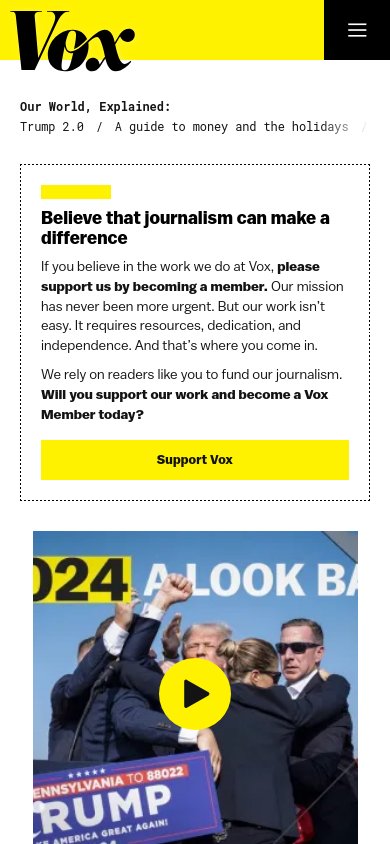 Vox
Our World, Explained:
Trump 2.0 / A guide to money and the holidays /
Believe that journalism can make a
difference
If you believe in the work we do at Vox, please
support us by becoming a member. Our mission
has never been more urgent. But our work isn't
easy. It requires resources, dedication, and
independence. And that's where you come in.
We rely on readers like you to fund our journalism.
Will you support our work and become a Vox
Member today?
Support Vox
024 A LOOK BA
ENNSYLVANIA TO 88022
RUMP
KE AMERICA GREAT AGAIN!